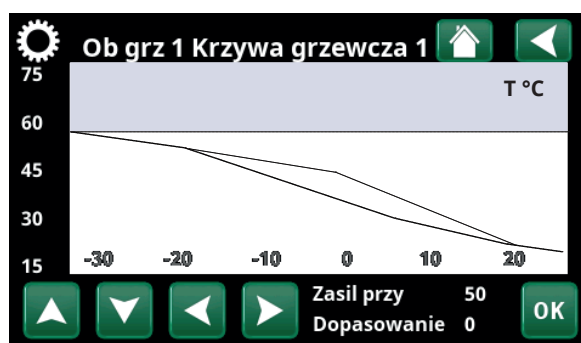 Ob grz 1 Krzywa grzewcza 1
75
T °C
60
45
30
15
-30 -20 -10 0 10 20
Zasil przy 50
Dopasowanie 0
OK